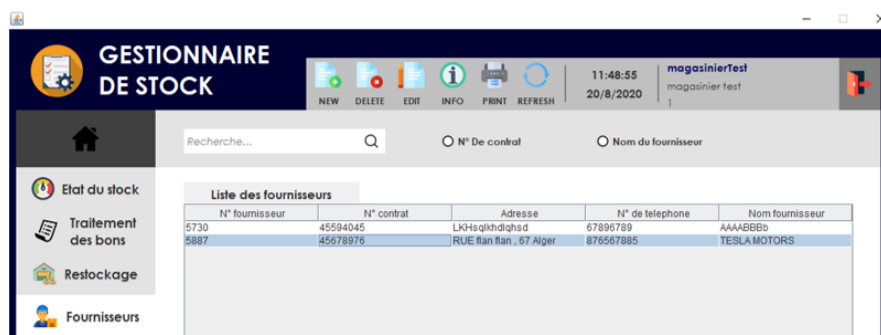 GESTIONNAIRE
DE STOCK
NEW DELETE EDIT INFO PRINT REFRESH
11:48:55
20/8/2020
magasinierTest
magasinier test
1
Recherche...
N° De contrat
Nom du fournisseur
Etat du stock
Traitement
des bons
Restockage
Fournisseurs
Liste des fournisseurs
N° fournisseur N° contrat Adresse N° de telephone Nom fournisseur
5730 45594045 LKHsqlkhdlqhsd 67896789 AAAABBBb
5887 45678976 RUE flan flan , 67 Alger 876567885 TESLA MOTORS